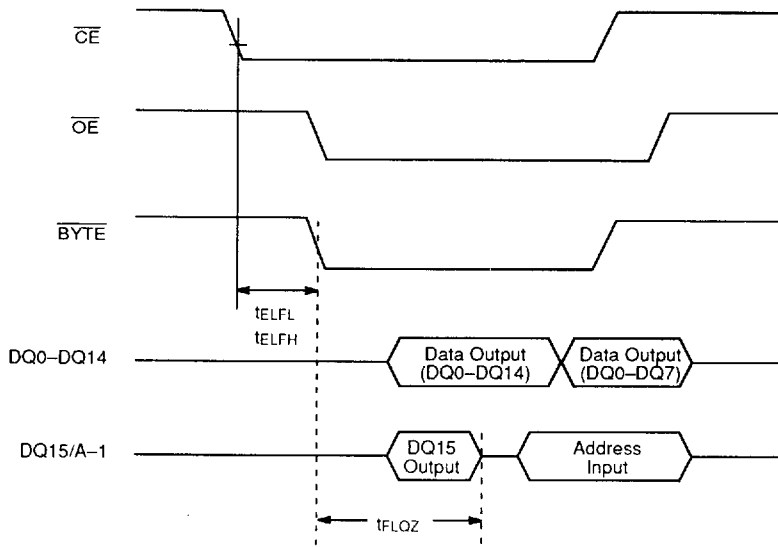 CE
OE
BYTE
tELFL
tELFH
DQ0–DQ14
Data Output
(DQ0–DQ14)
Data Output
(DQ0–DQ7)
DQ15/A–1
DQ15
Output
Address
Input
tFLQZ